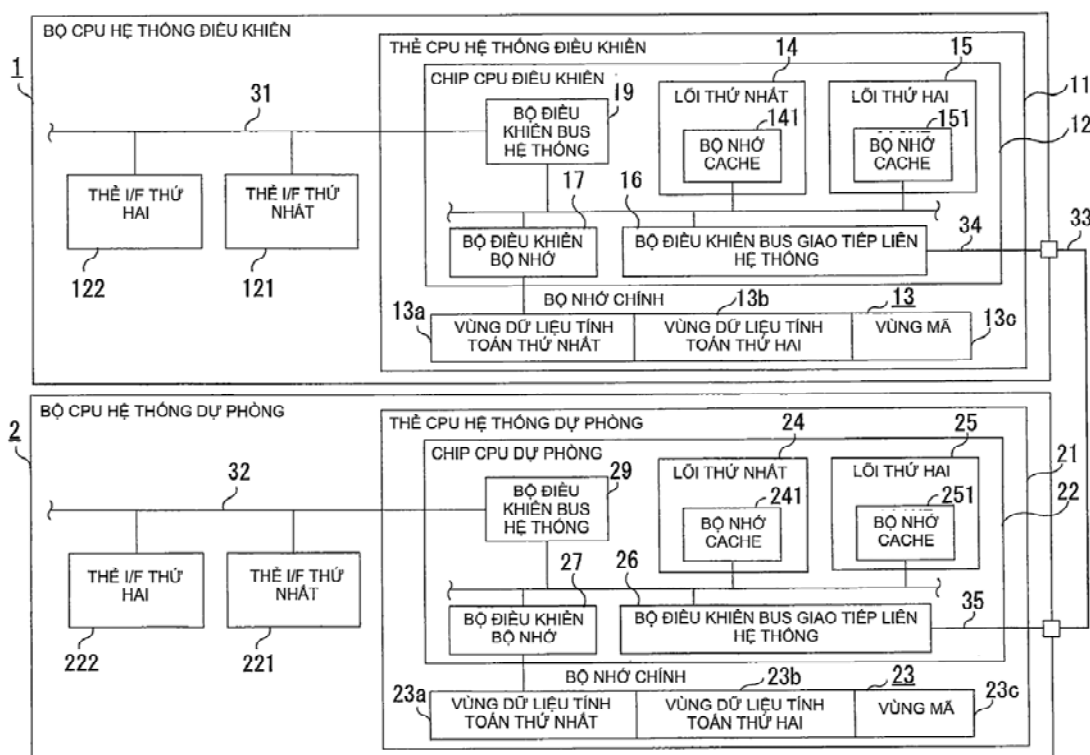 BỘ CPU HỆ THỐNG ĐIỀU KHIỂN
1
THẺ CPU HỆ THỐNG ĐIỀU KHIỂN
CHIP CPU ĐIỀU KHIỂN
14
15
11
12
31
19
BỘ ĐIỀU
KHIỂN BUS
HỆ THỐNG
LÕI THỨ NHẤT
141
BỘ NHỚ
CACHE
LÕI THỨ HAI
151
BỘ NHỚ
CACHE
THẺ I/F THỨ
HAI
122
THẺ I/F THỨ
NHẤT
121
17
16
BỘ ĐIỀU KHIỂN
BỘ NHỚ
BỘ ĐIỀU KHIỂN BUS GIAO TIẾP LIÊN
HỆ THỐNG
34
33
BỘ NHỚ CHÍNH
13a
13b
13
13c
VÙNG DỮ LIỆU TÍNH
TOÁN THỨ NHẤT
VÙNG DỮ LIỆU TÍNH
TOÁN THỨ HAI
VÙNG MÃ
BỘ CPU HỆ THỐNG DỰ PHÒNG
2
THẺ CPU HỆ THỐNG DỰ PHÒNG
CHIP CPU DỰ PHÒNG
24
25
21
22
32
29
BỘ ĐIỀU
KHIỂN BUS
HỆ THỐNG
LÕI THỨ NHẤT
241
BỘ NHỚ
CACHE
LÕI THỨ HAI
251
BỘ NHỚ
CACHE
THẺ I/F THỨ
HAI
222
THẺ I/F THỨ
NHẤT
221
27
26
BỘ ĐIỀU KHIỂN
BỘ NHỚ
BỘ ĐIỀU KHIỂN BUS GIAO TIẾP LIÊN
HỆ THỐNG
35
BỘ NHỚ CHÍNH
23a
23b
23
23c
VÙNG DỮ LIỆU TÍNH
TOÁN THỨ NHẤT
VÙNG DỮ LIỆU TÍNH
TOÁN THỨ HAI
VÙNG MÃ